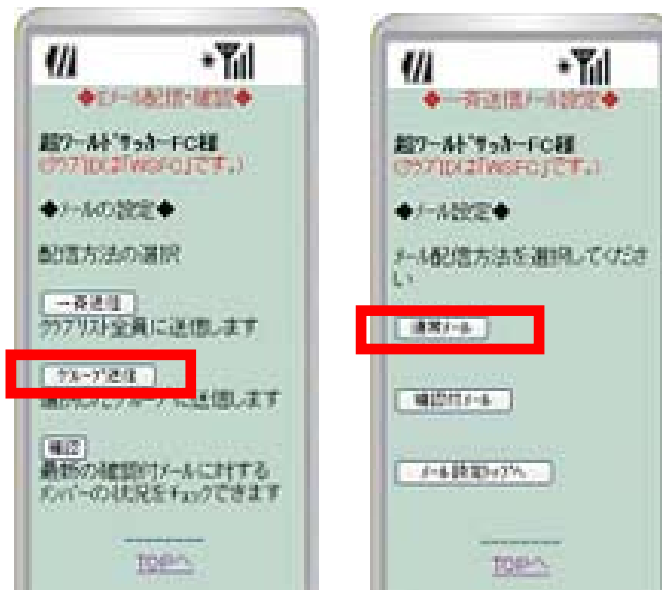 ◆Eメール配信・確認◆
超ワールドサッカーFC様
(クラブIDは「WSFC」です。)
◆メールの設定◆
配信方法の選択
一斉送信
クラブリスト全員に送信します
グループ送信
選択したグループに送信します
確認
最新の確認付メールに対する
メンバーの状況をチェックできます
TOPへ
◆一斉送信メール設定◆
超ワールドサッカーFC様
(クラブIDは「WSFC」です。)
◆メール設定◆
メール配信方法を選択してくださ
い
通常メール
確認付メール
メール設定トップへ
TOPへ